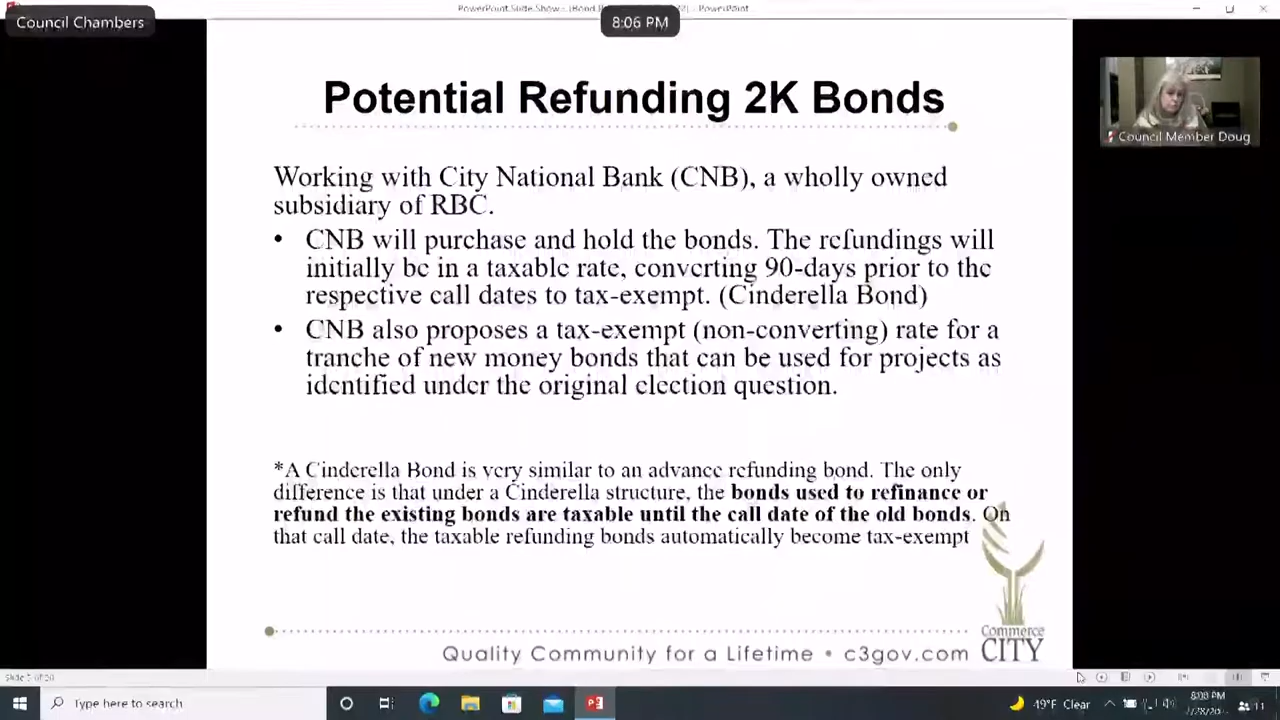 Council Chambers
8:06 PM
PowerPoint
Council Member Doug
Potential Refunding 2K Bonds
Working with City National Bank (CNB), a wholly owned
subsidiary of RBC.
• CNB will purchase and hold the bonds. The refundings will
initially be in a taxable rate, converting 90-days prior to the
respective call dates to tax-exempt. (Cinderella Bond)
• CNB also proposes a tax-exempt (non-converting) rate for a
tranche of new money bonds that can be used for projects as
identified under the original election question.
*A Cinderella Bond is very similar to an advance refunding bond. The only
difference is that under a Cinderella structure, the bonds used to refinance or
refund the existing bonds are taxable until the call date of the old bonds. On
that call date, the taxable refunding bonds automatically become tax-exempt
Commerce
CITY
Quality Community for a Lifetime • c3gov.com
Type here to search
49°F Clear